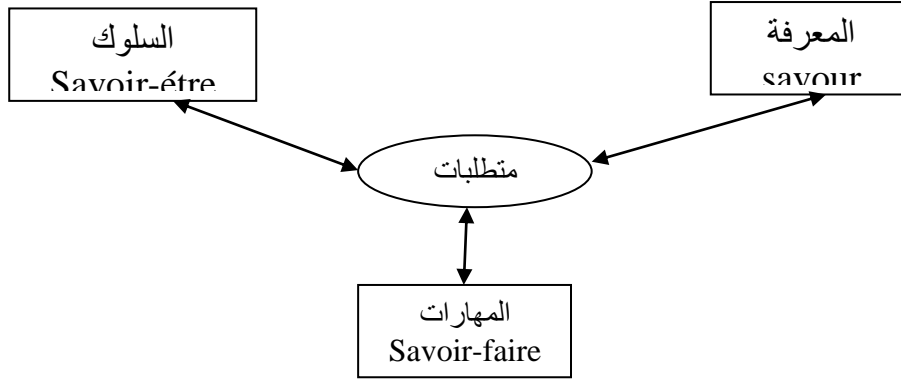 المعرفة
savour
السلوك
Savoir-étre
متطلبات
المهارات
Savoir-faire